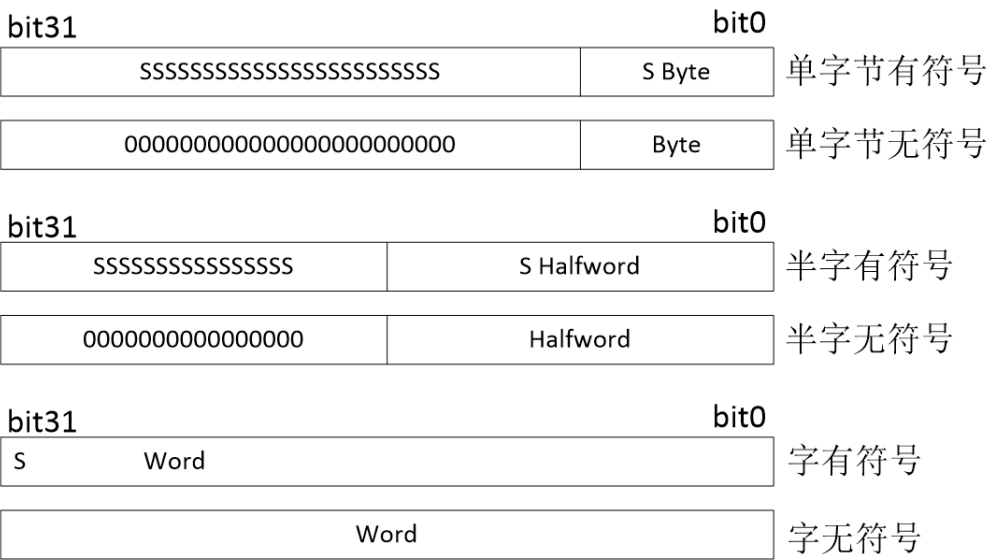 bit31 bit0
SSSSSSSSSSSSSSSSSSSSSSSS S Byte 单字节有符号
000000000000000000000000 Byte 单字节无符号
bit31 bit0
SSSSSSSSSSSSSSSS S Halfword 半字有符号
0000000000000000 Halfword 半字无符号
bit31 bit0
S Word 字有符号
Word 字无符号